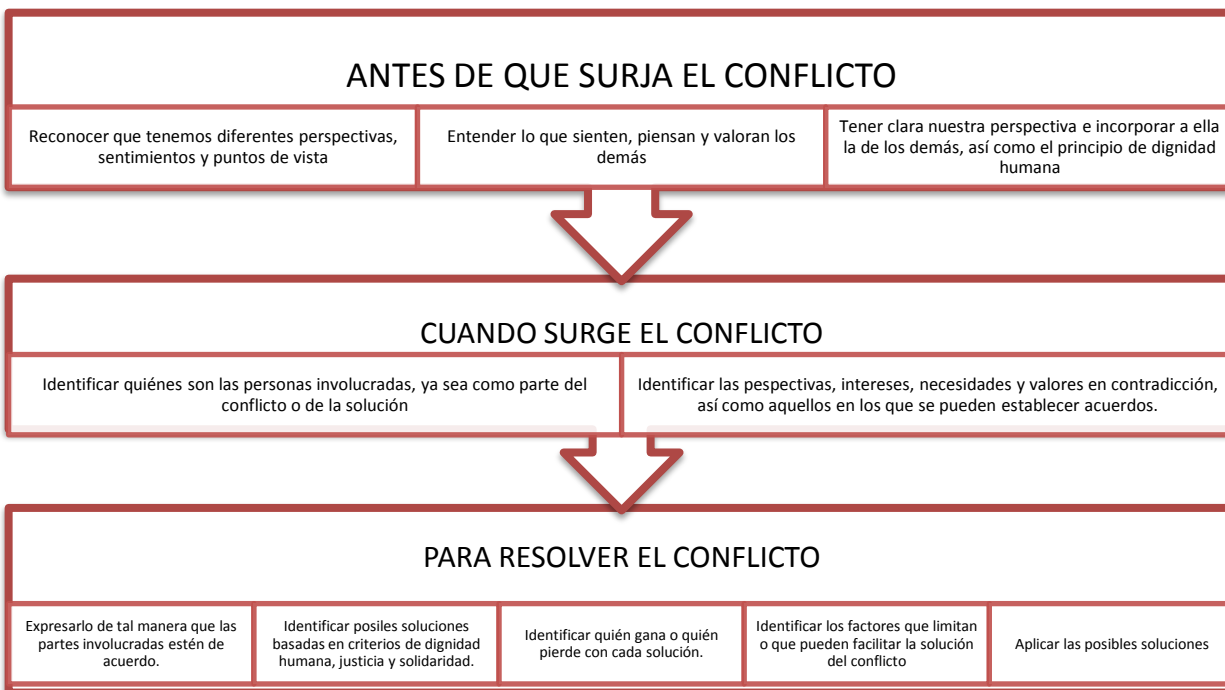 ANTES DE QUE SURJA EL CONFLICTO
Reconocer que tenemos diferentes perspectivas,
sentimientos y puntos de vista
Entender lo que sienten, piensan y valoran los
demás
Tener clara nuestra perspectiva e incorporar a ella
la de los demás, así como el principio de dignidad
humana
CUANDO SURGE EL CONFLICTO
Identificar quiénes son las personas involucradas, ya sea como parte del
conflicto o de la solución
Identificar las pespectivas, intereses, necesidades y valores en contradicción,
así como aquellos en los que se pueden establecer acuerdos.
PARA RESOLVER EL CONFLICTO
Expresarlo de tal manera que las
partes involucradas estén de
acuerdo.
Identificar posiles soluciones
basadas en criterios de dignidad
humana, justicia y solidaridad.
Identificar quién gana o quién
pierde con cada solución.
Identificar los factores que limitan
o que pueden facilitar la solución
del conflicto
Aplicar las posibles soluciones